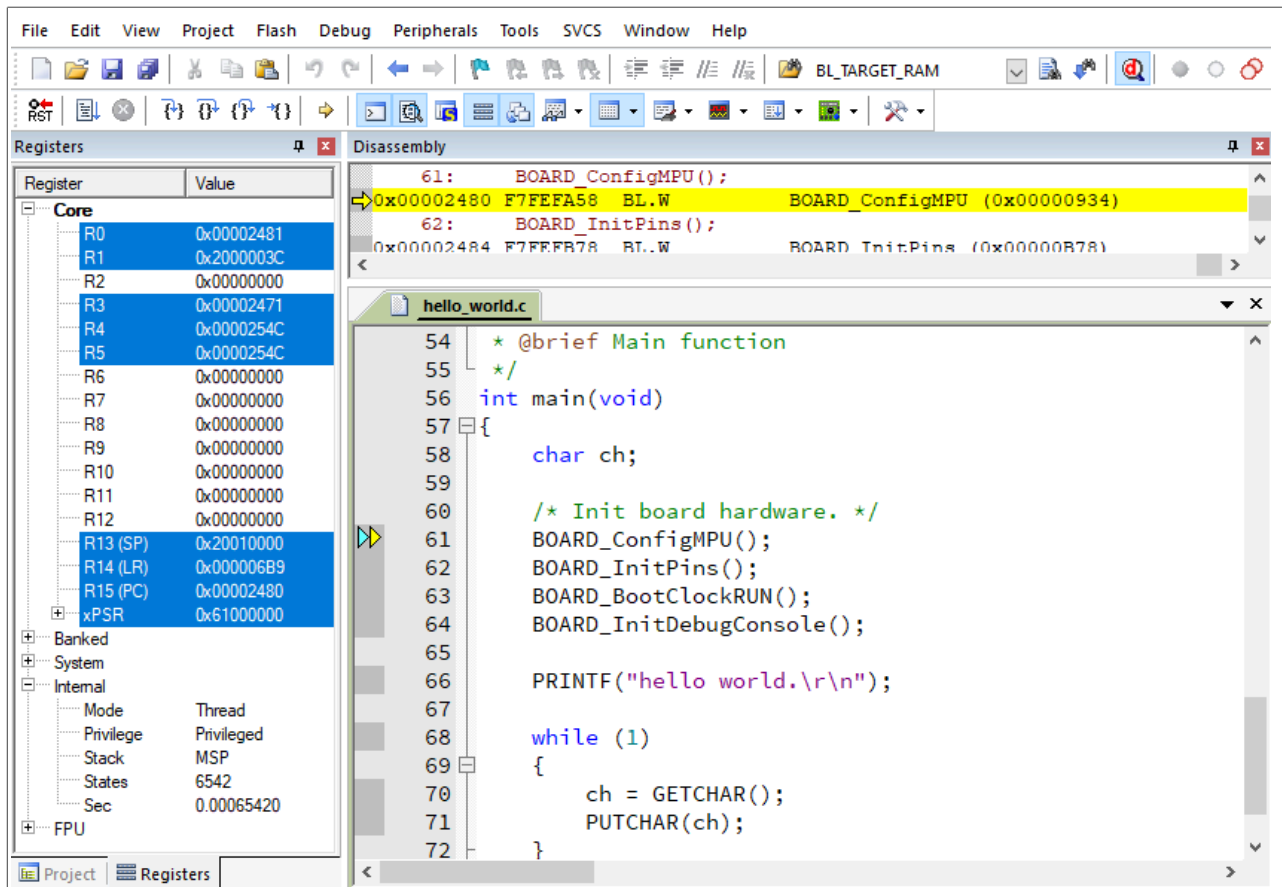 File Edit View Project Flash Debug Peripherals Tools SVCS Window Help
BL_TARGET_RAM
RST
Registers
Register Value
Core
R0 0x00002481
R1 0x2000003C
R2 0x00000000
R3 0x00002471
R4 0x0000254C
R5 0x0000254C
R6 0x00000000
R7 0x00000000
R8 0x00000000
R9 0x00000000
R10 0x00000000
R11 0x00000000
R12 0x00000000
R13 (SP) 0x20010000
R14 (LR) 0x000006B9
R15 (PC) 0x00002480
xPSR 0x61000000
Banked
System
Internal
Mode Thread
Privilege Privileged
Stack MSP
States 6542
Sec 0.00065420
FPU
Project Registers
Disassembly
61: BOARD_ConfigMPU();
0x00002480 F7FEFA58 BL.W BOARD_ConfigMPU (0x00000934)
62: BOARD_InitPins();
0x00002484 F7FEFB78 BL.W BOARD_InitPins (0x00000B78)
hello_world.c
54 * @brief Main function
55 */
56 int main(void)
57 {
58 char ch;
59
60 /* Init board hardware. */
61 BOARD_ConfigMPU();
62 BOARD_InitPins();
63 BOARD_BootClockRUN();
64 BOARD_InitDebugConsole();
65
66 PRINTF("hello world.\r\n");
67
68 while (1)
69 {
70 ch = GETCHAR();
71 PUTCHAR(ch);
72 }